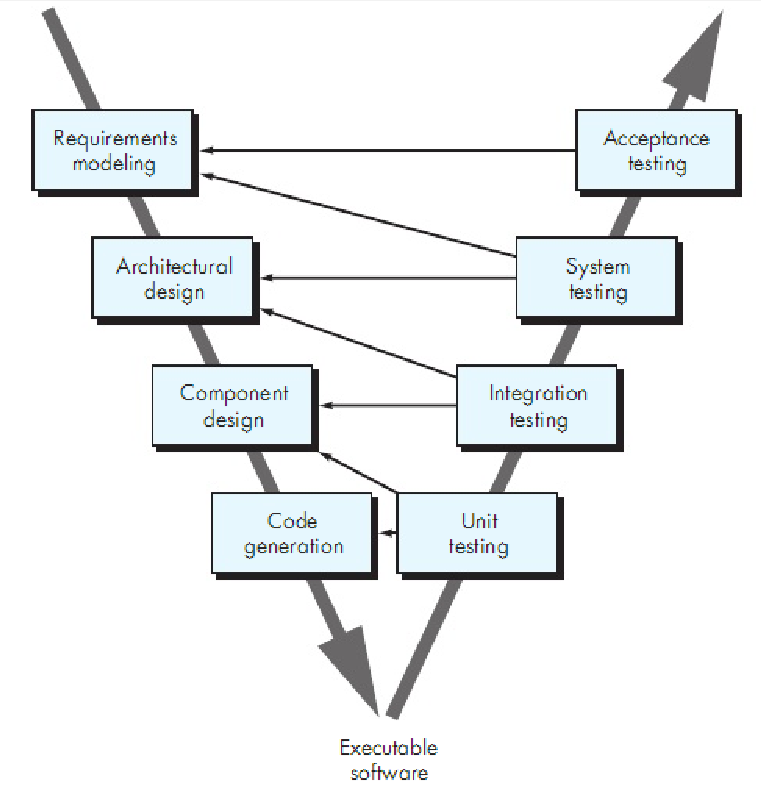 Requirements
modeling
Acceptance
testing
Architectural
design
System
testing
Component
design
Integration
testing
Code
generation
Unit
testing
Executable
software